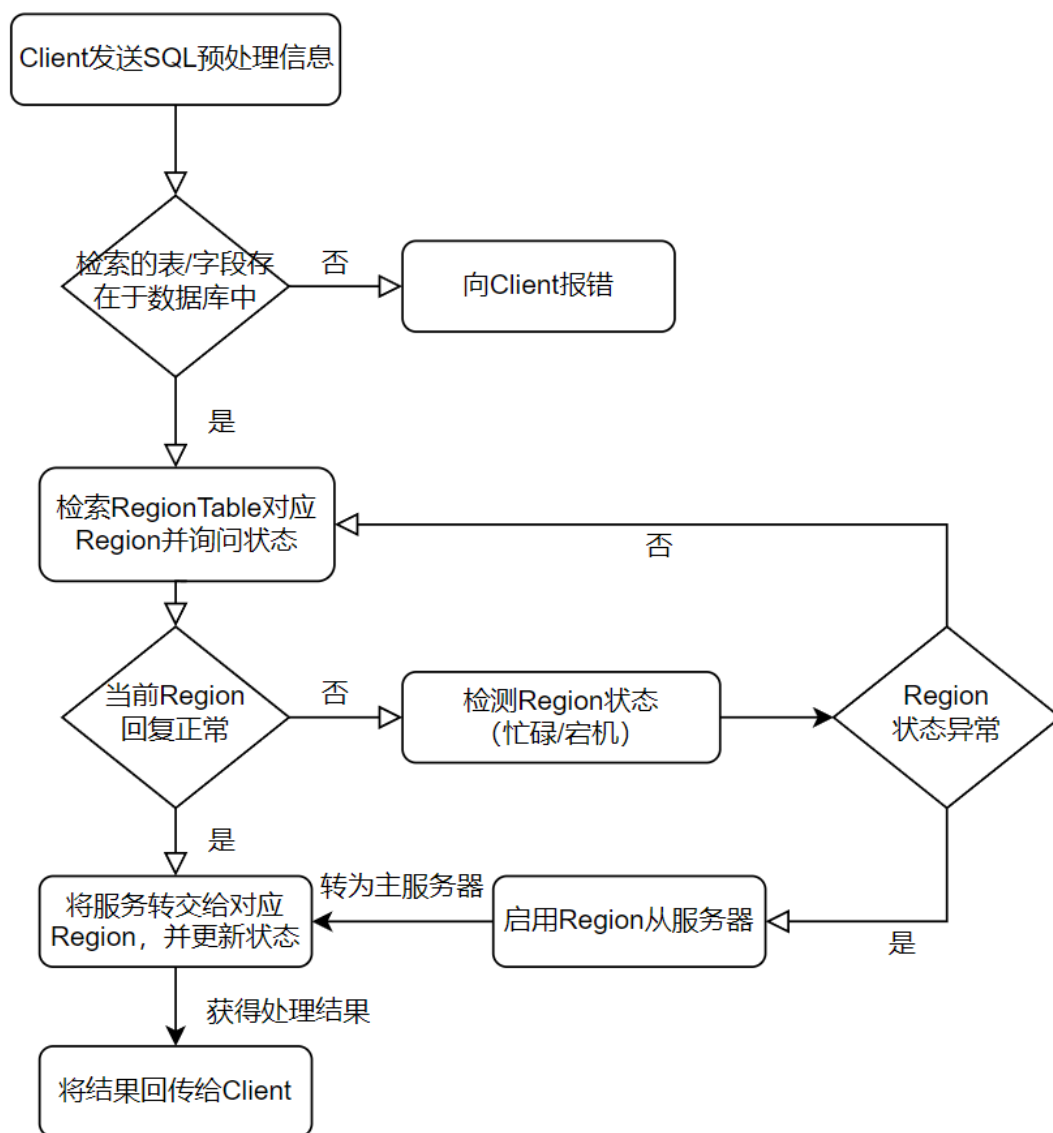 Client发送SQL预处理信息
检索的表/字段存
在于数据库中
否
向Client报错
是
检索RegionTable对应
Region并询问状态
否
当前Region
回复正常
否
检测Region状态
（忙碌/宕机）
Region
状态异常
是
将服务转交给对应
Region，并更新状态
转为主服务器
启用Region从服务器
是
获得处理结果
将结果回传给Client